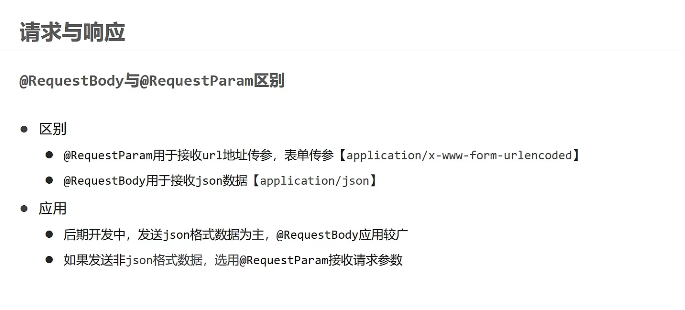 请求与响应
@RequestBody与@RequestParam区别
● 区别
● @RequestParam用于接收url地址传参，表单传参【application/x-www-form-urlencoded】
● @RequestBody用于接收json数据【application/json】
● 应用
● 后期开发中，发送json格式数据为主，@RequestBody应用较广
● 如果发送非json格式数据，选用@RequestParam接收请求参数